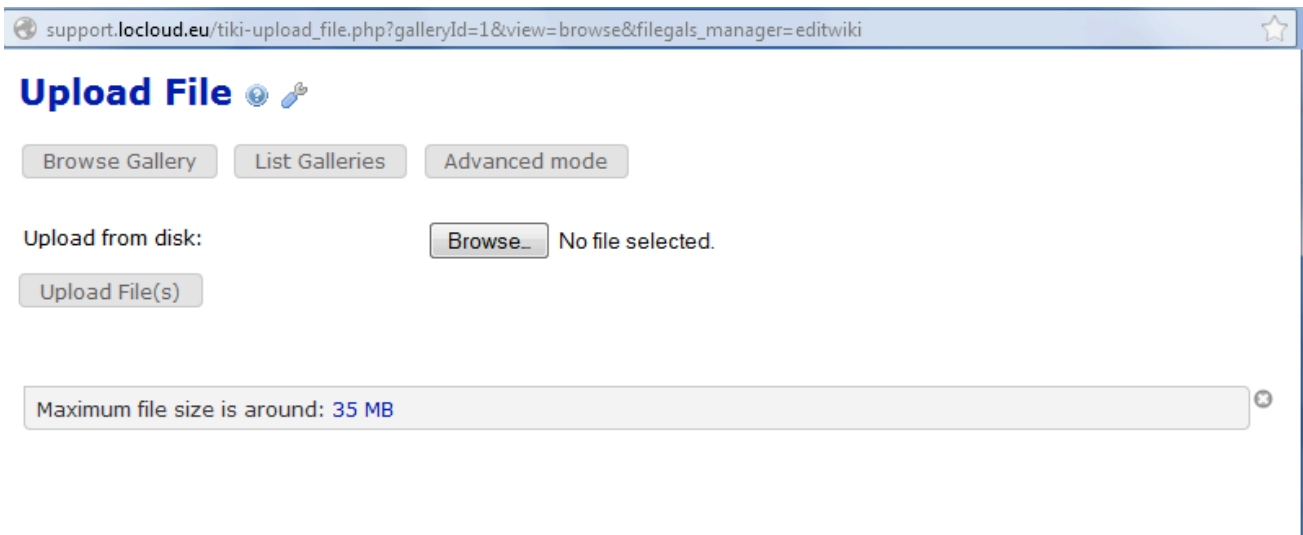 support.locloud.eu/tiki-upload_file.php?galleryId=1&view=browse&filegals_manager=editwiki
Upload File
Browse Gallery List Galleries Advanced mode
Upload from disk: Browse... No file selected.
Upload File(s)
Maximum file size is around: 35 MB